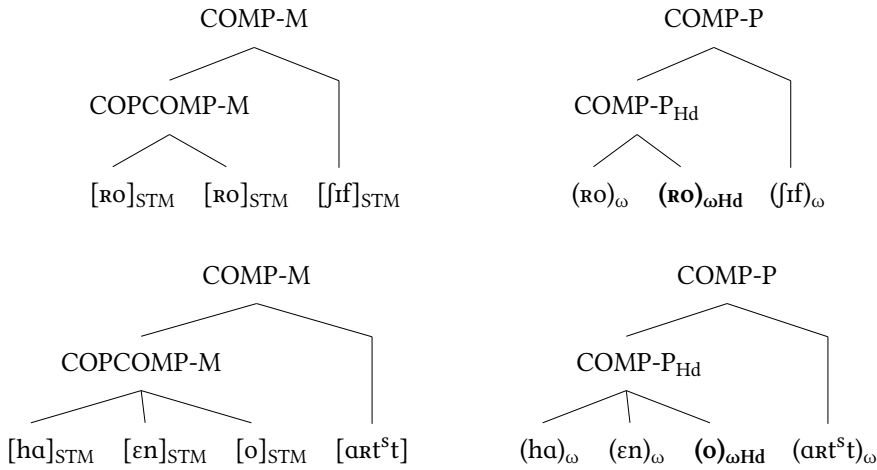 COMP-M COMP-P
COPCOMP-M COMP-P_Hd
[ʀo]_STM [ʀo]_STM [ʃɪf]_STM (ʀo)_ω (ʀo)_ωHd (ʃɪf)_ω
COMP-M COMP-P
COPCOMP-M COMP-P_Hd
[hɑ]_STM [ɛn]_STM [o]_STM [ɑʀtˢt] (hɑ)_ω (ɛn)_ω (o)_ωHd (ɑʀtˢt)_ω